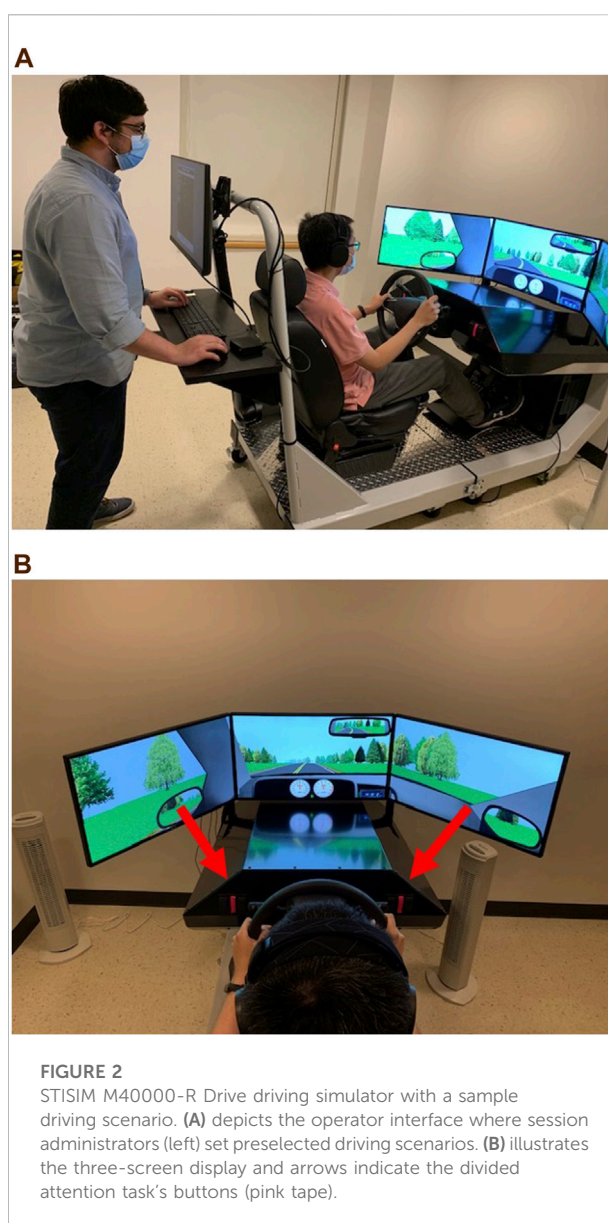 A
B
FIGURE 2
STISIM M40000-R Drive driving simulator with a sample
driving scenario. (A) depicts the operator interface where session
administrators (left) set preselected driving scenarios. (B) illustrates
the three-screen display and arrows indicate the divided
attention task's buttons (pink tape).